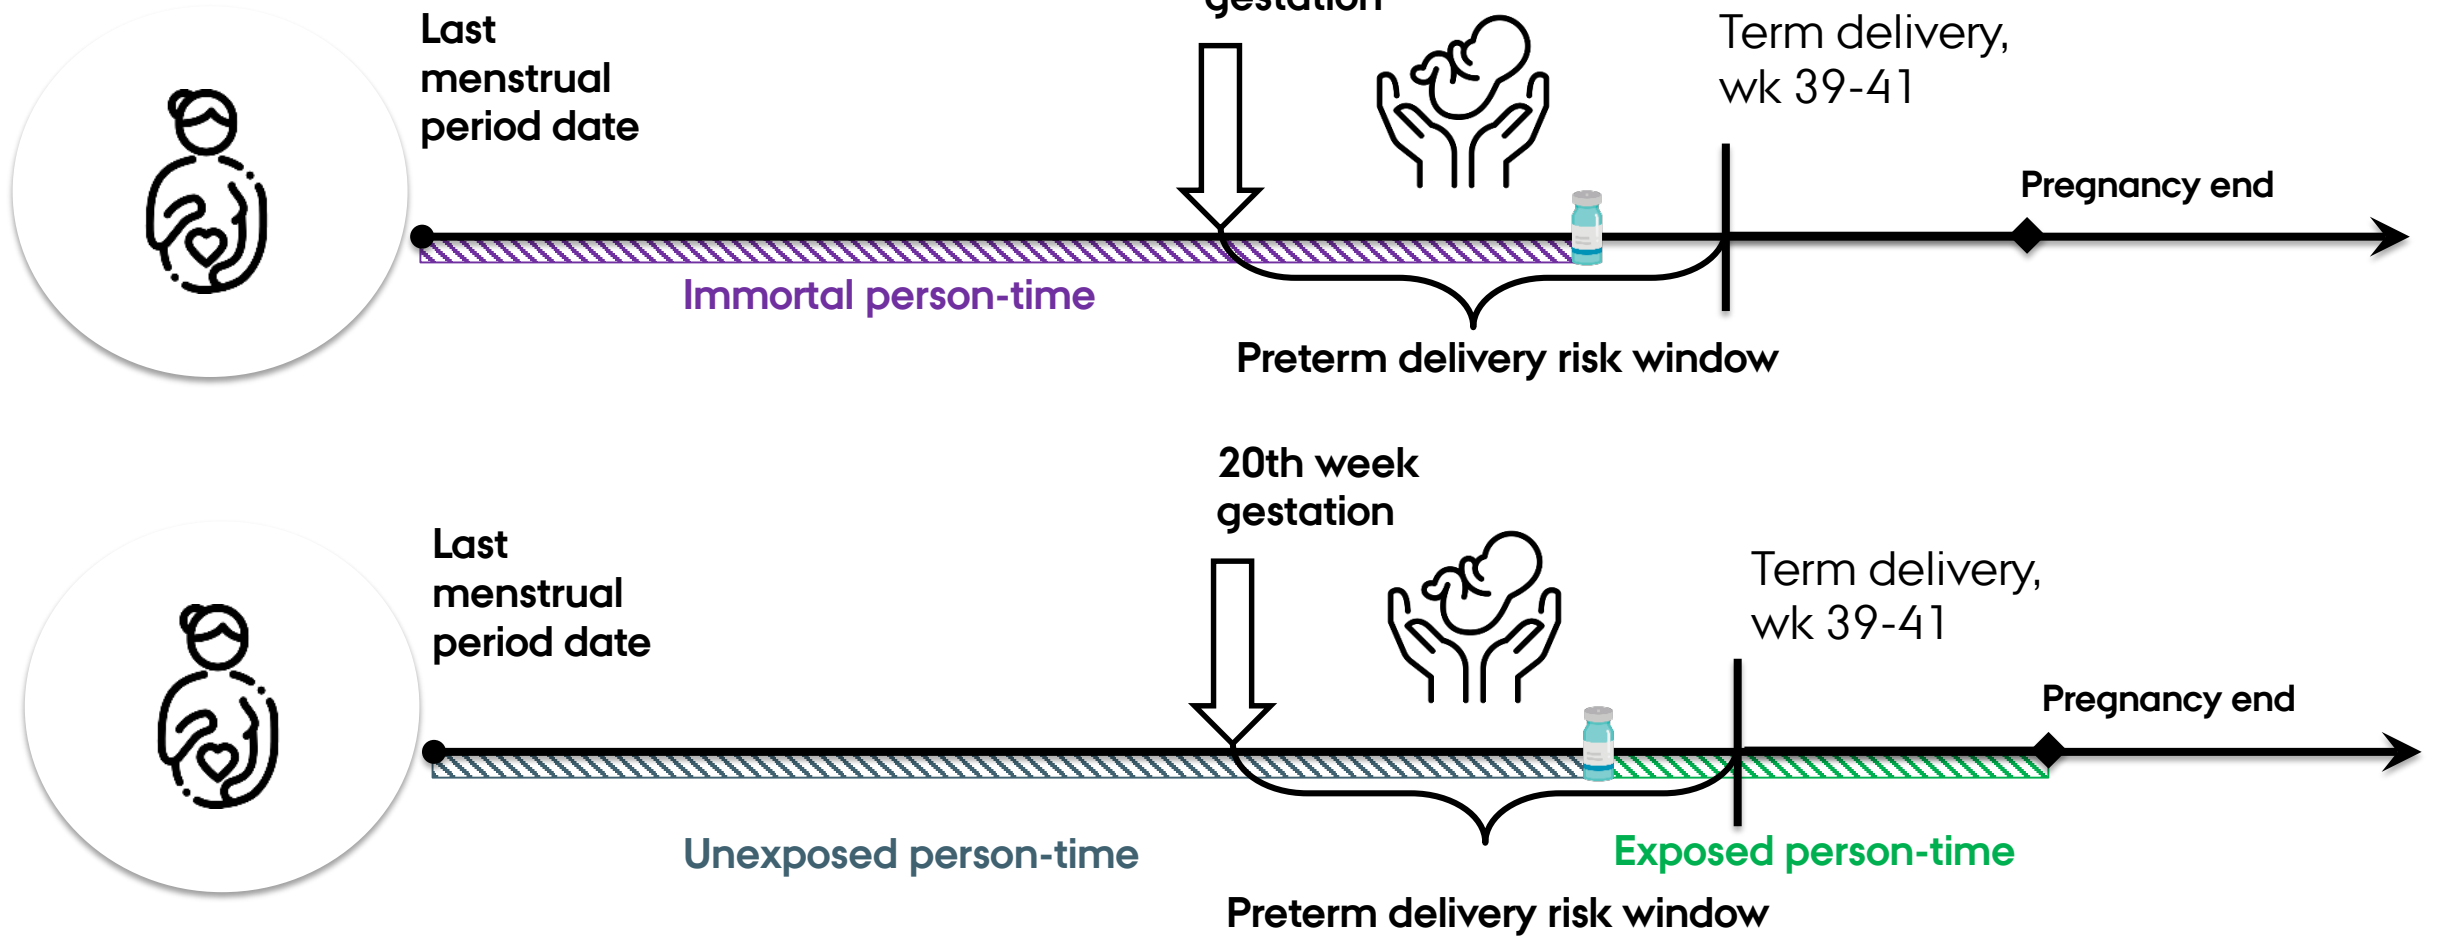 gestation
Last
menstrual
period date
Term delivery,
wk 39-41
Pregnancy end
Immortal person-time
Preterm delivery risk window
20th week
gestation
Last
menstrual
period date
Term delivery,
wk 39-41
Pregnancy end
Unexposed person-time
Exposed person-time
Preterm delivery risk window